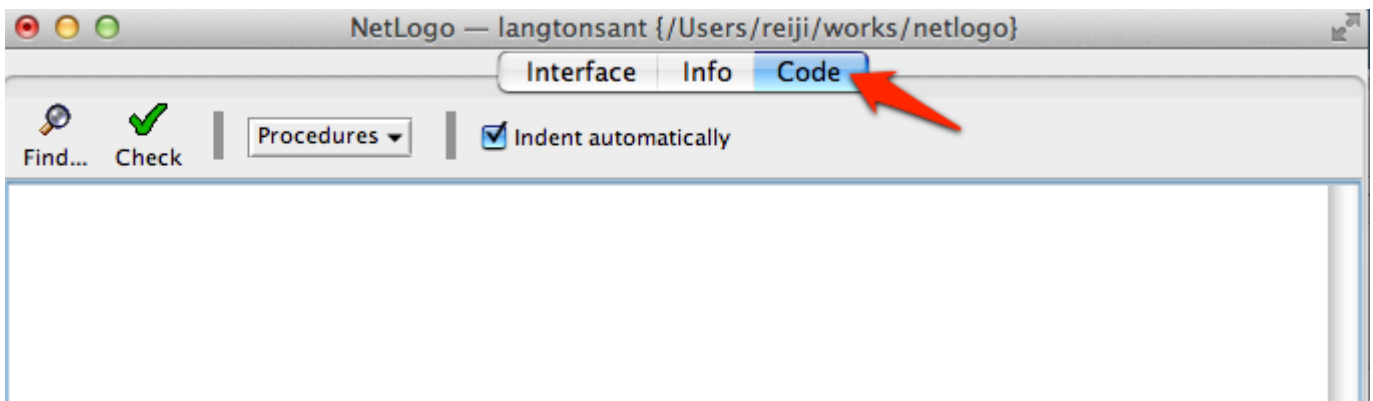 NetLogo — langtonsant {/Users/reiji/works/netlogo}
Interface Info Code
Find... Check Procedures Indent automatically